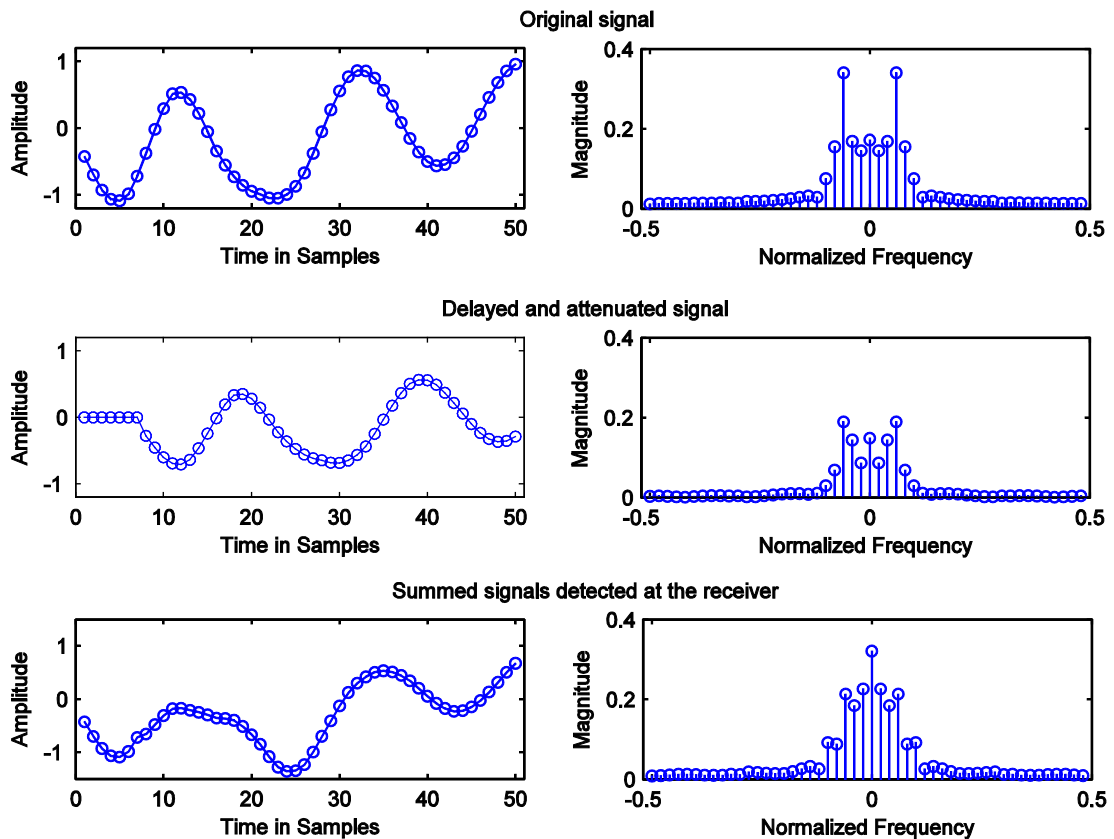 Original signal
Amplitude
1
0
-1
0 10 20 30 40 50
Time in Samples
Magnitude
0.4
0.2
0
-0.5 0 0.5
Normalized Frequency
Delayed and attenuated signal
Amplitude
1
0
-1
0 10 20 30 40 50
Time in Samples
Magnitude
0.4
0.2
0
-0.5 0 0.5
Normalized Frequency
Summed signals detected at the receiver
Amplitude
1
0
-1
0 10 20 30 40 50
Time in Samples
Magnitude
0.4
0.2
0
-0.5 0 0.5
Normalized Frequency